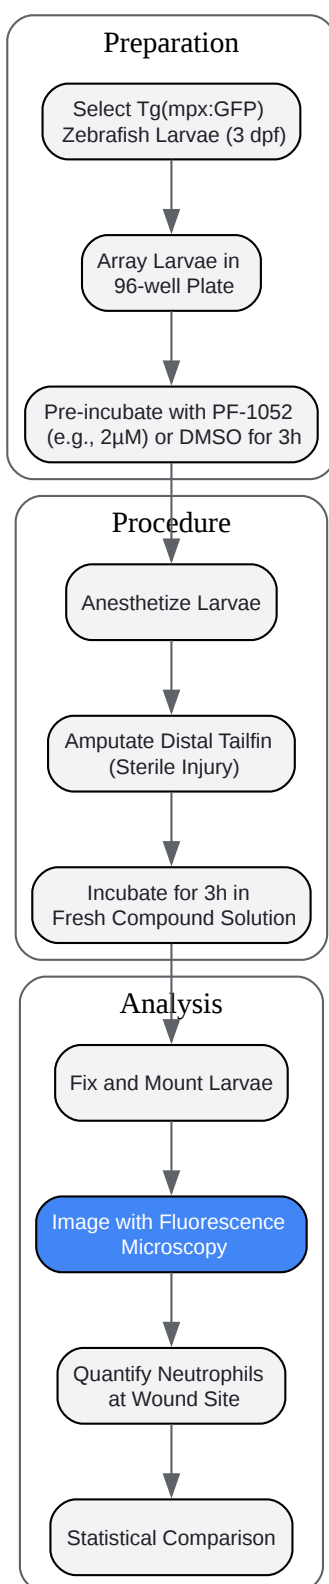 Preparation
Select Tg(mpx:GFP)
Zebrafish Larvae (3 dpf)
Array Larvae in
96-well Plate
Pre-incubate with PF-1052
(e.g., 2µM) or DMSO for 3h
Procedure
Anesthetize Larvae
Amputate Distal Tailfin
(Sterile Injury)
Incubate for 3h in
Fresh Compound Solution
Analysis
Fix and Mount Larvae
Image with Fluorescence
Microscopy
Quantify Neutrophils
at Wound Site
Statistical Comparison